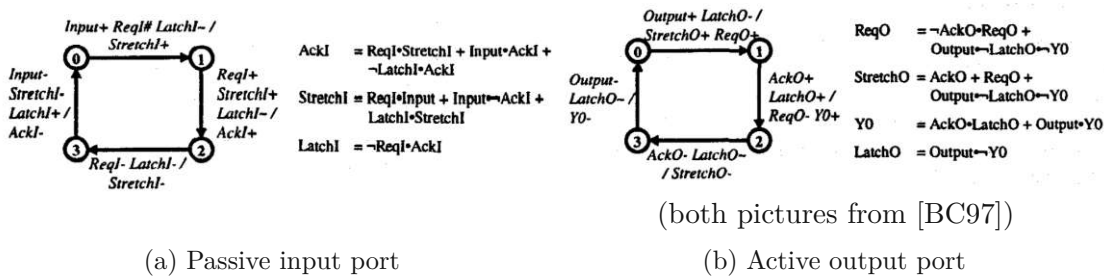 Input+ ReqI# LatchI~ /
StretchI+
0
1
Input-
StretchI-
LatchI+ /
AckI-
ReqI+
StretchI+
LatchI~ /
AckI+
3
2
ReqI- LatchI- /
StretchI-
AckI = ReqI•StretchI + Input•AckI +
¬LatchI•AckI
StretchI = ReqI•Input + Input•¬AckI +
LatchI•StretchI
LatchI = ¬ReqI•AckI
(a) Passive input port
Output+ LatchO- /
StretchO+ ReqO+
0
1
Output-
LatchO~ /
Y0-
AckO+
LatchO+ /
ReqO- Y0+
3
2
AckO- LatchO~
/ StretchO-
ReqO = ¬AckO•ReqO +
Output•¬LatchO•¬Y0
StretchO = AckO + ReqO +
Output•¬LatchO•¬Y0
Y0 = AckO•LatchO + Output•Y0
LatchO = Output•¬Y0
(both pictures from [BC97])
(b) Active output port